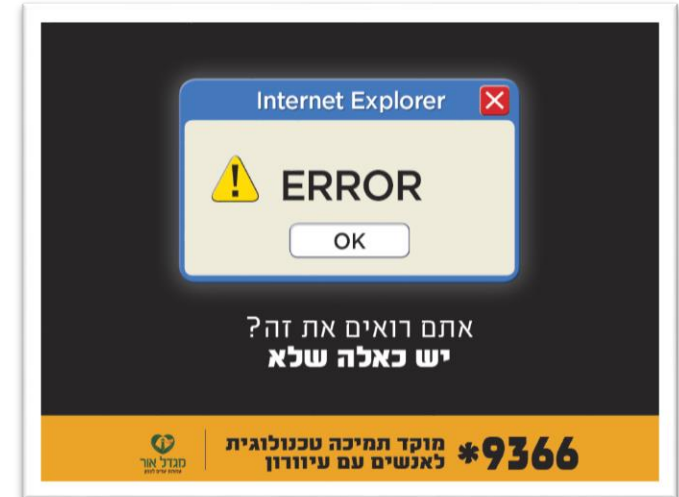 Internet Explorer
ERROR
OK
אתם רואים את זה?
יש כאלה שלא
*9366
מוקד תמיכה טכנולוגית
לאנשים עם עיוורון
מגדל אור